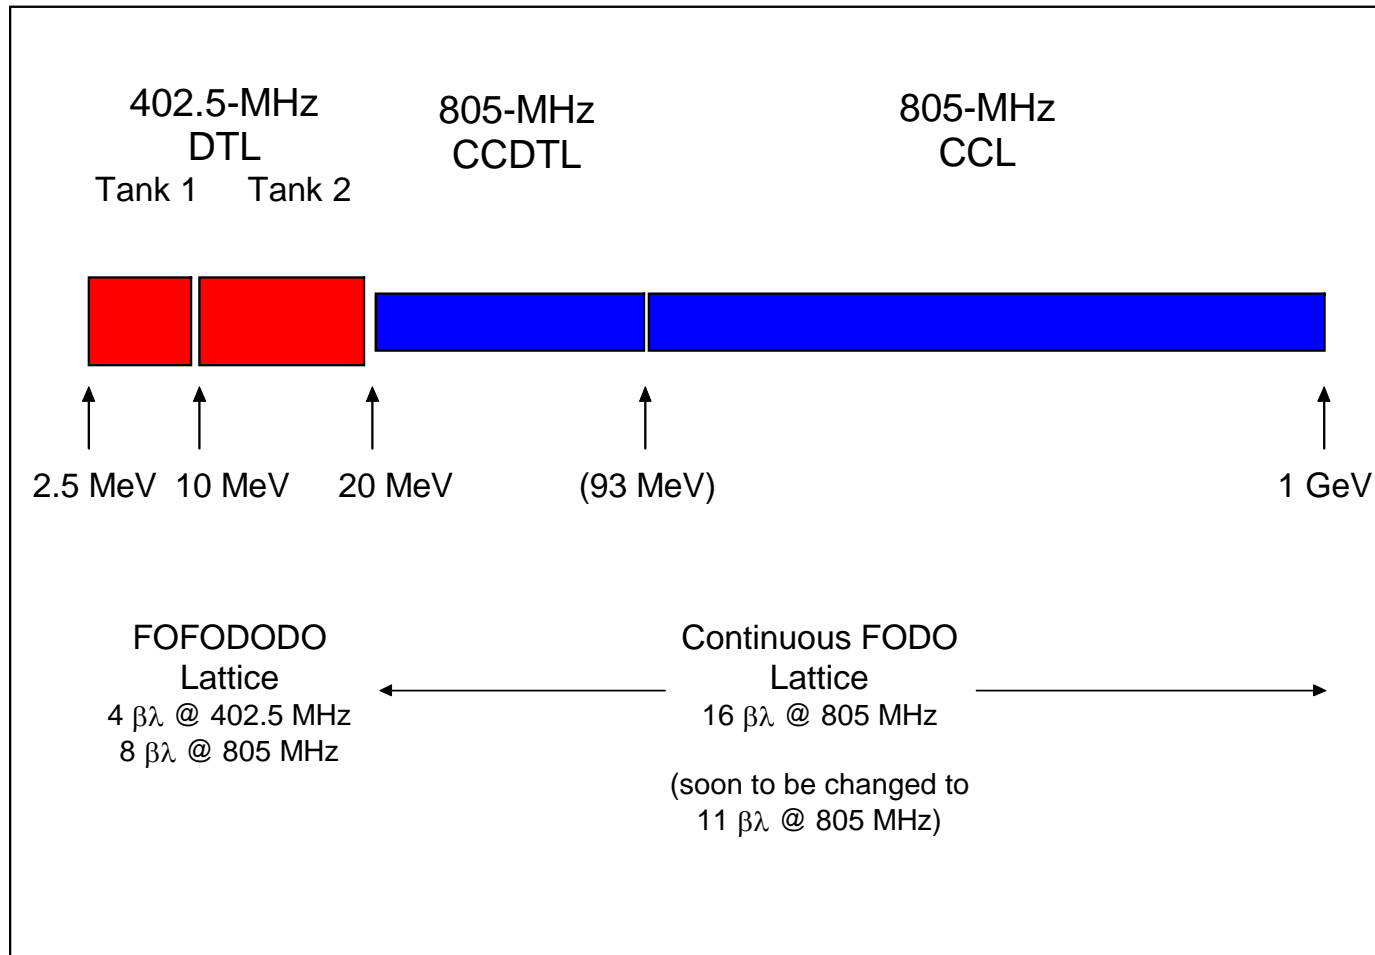 402.5-MHz
DTL
Tank 1 Tank 2
805-MHz
CCDTL
805-MHz
CCL
2.5 MeV 10 MeV 20 MeV (93 MeV) 1 GeV
FOFODODO
Lattice
4 βλ @ 402.5 MHz
8 βλ @ 805 MHz
Continuous FODO
Lattice
16 βλ @ 805 MHz
(soon to be changed to
11 βλ @ 805 MHz)